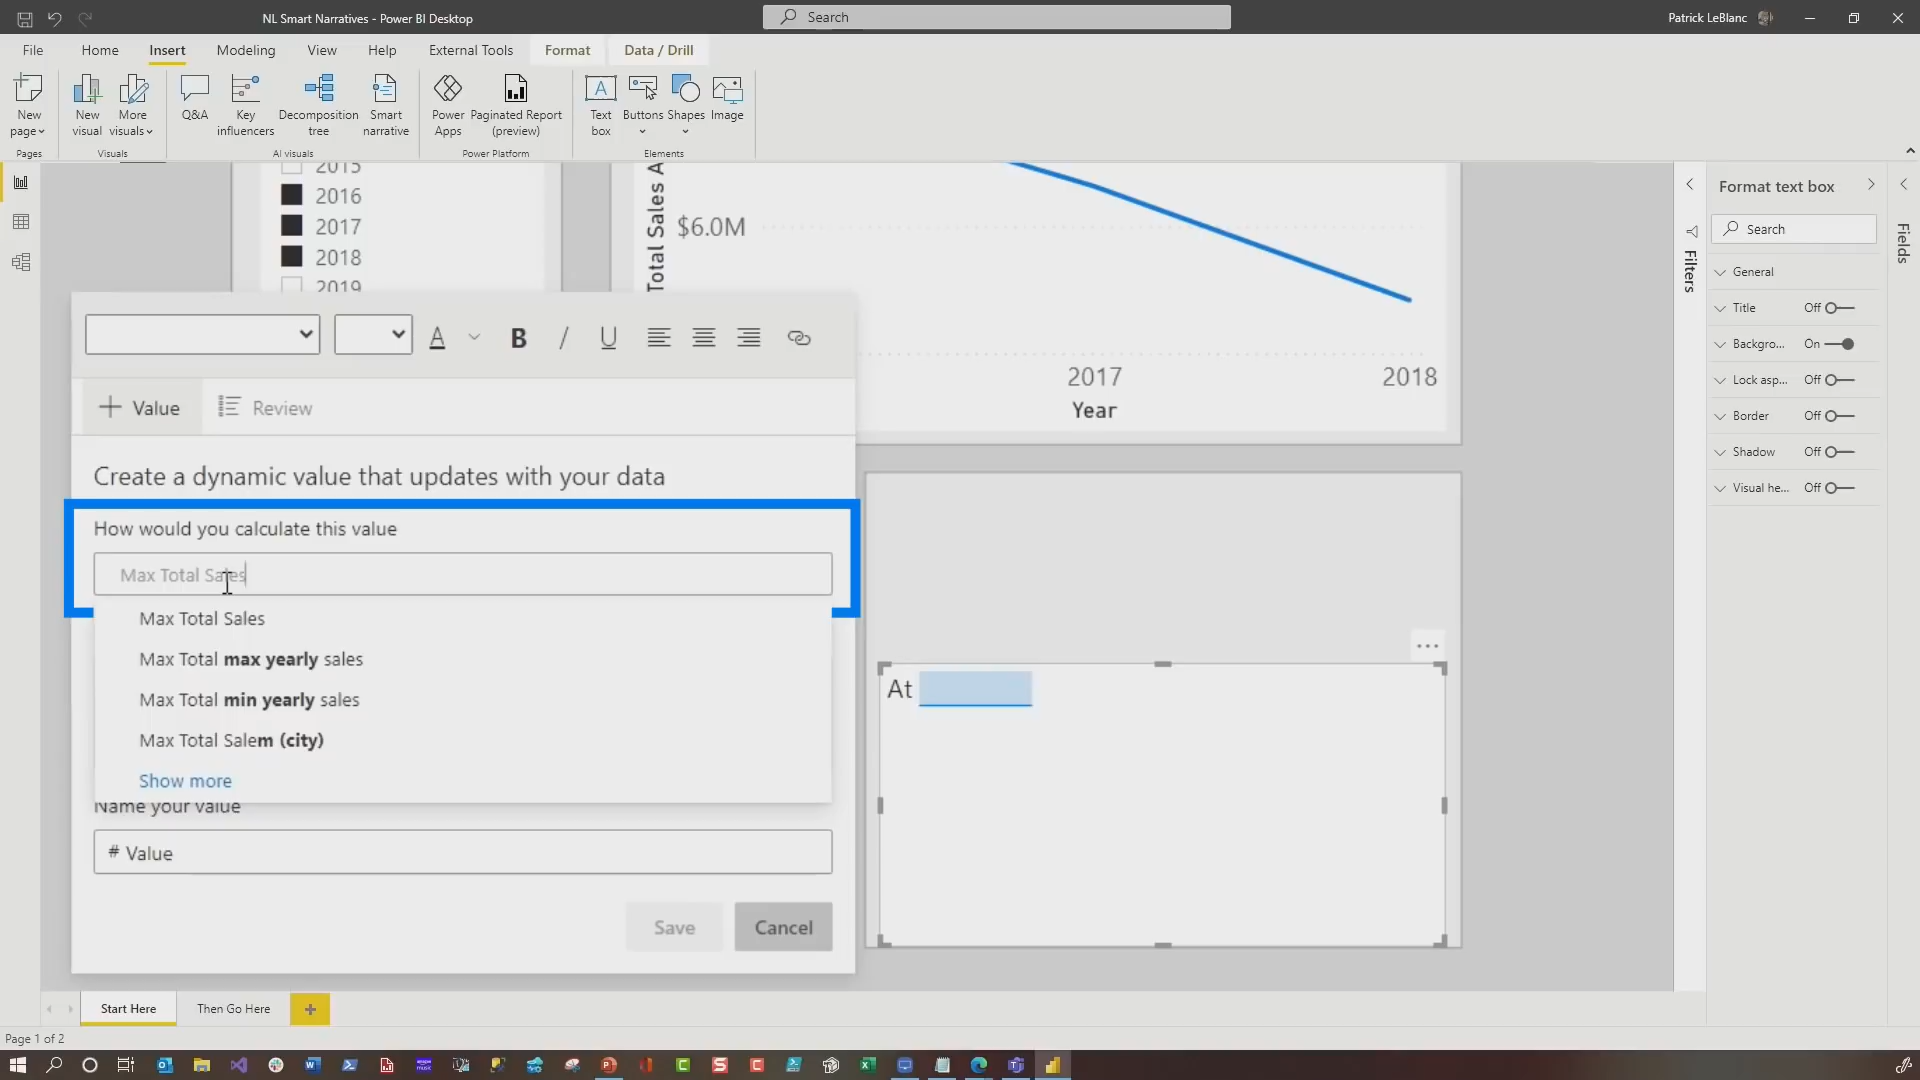 NL Smart Narratives - Power BI Desktop
Search
Patrick LeBlanc
File Home Insert Modeling View Help External Tools Format Data / Drill
New page
New visual
More visuals
Q&A
Key influencers
Decomposition tree
Smart narrative
Power Apps
Paginated Report (preview)
Text box
Buttons
Shapes
Image
Pages
Visuals
AI visuals
Power Platform
Elements
2015
2016
2017
2018
2019
Total Sales A
$6.0M
2017
2018
Year
A
B / U
Value
Review
Create a dynamic value that updates with your data
How would you calculate this value
Max Total Sales
Max Total Sales
Max Total max yearly sales
Max Total min yearly sales
Max Total Salem (city)
Show more
Name your value
# Value
Save
Cancel
At
...
Filters
Format text box
Search
General
Title Off
Backgro... On
Lock asp... Off
Border Off
Shadow Off
Visual he... Off
Fields
Start Here
Then Go Here
+
Page 1 of 2